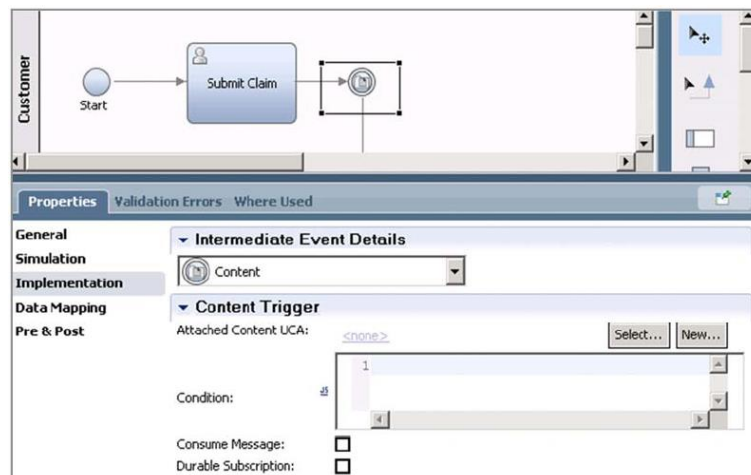 Customer
Submit Claim
Start
Properties Validation Errors Where Used
General
Simulation
Implementation
Data Mapping
Pre & Post
Intermediate Event Details
Content
Content Trigger
Attached Content UCA: <none> Select... New...
1
Condition:
Consume Message:
Durable Subscription: